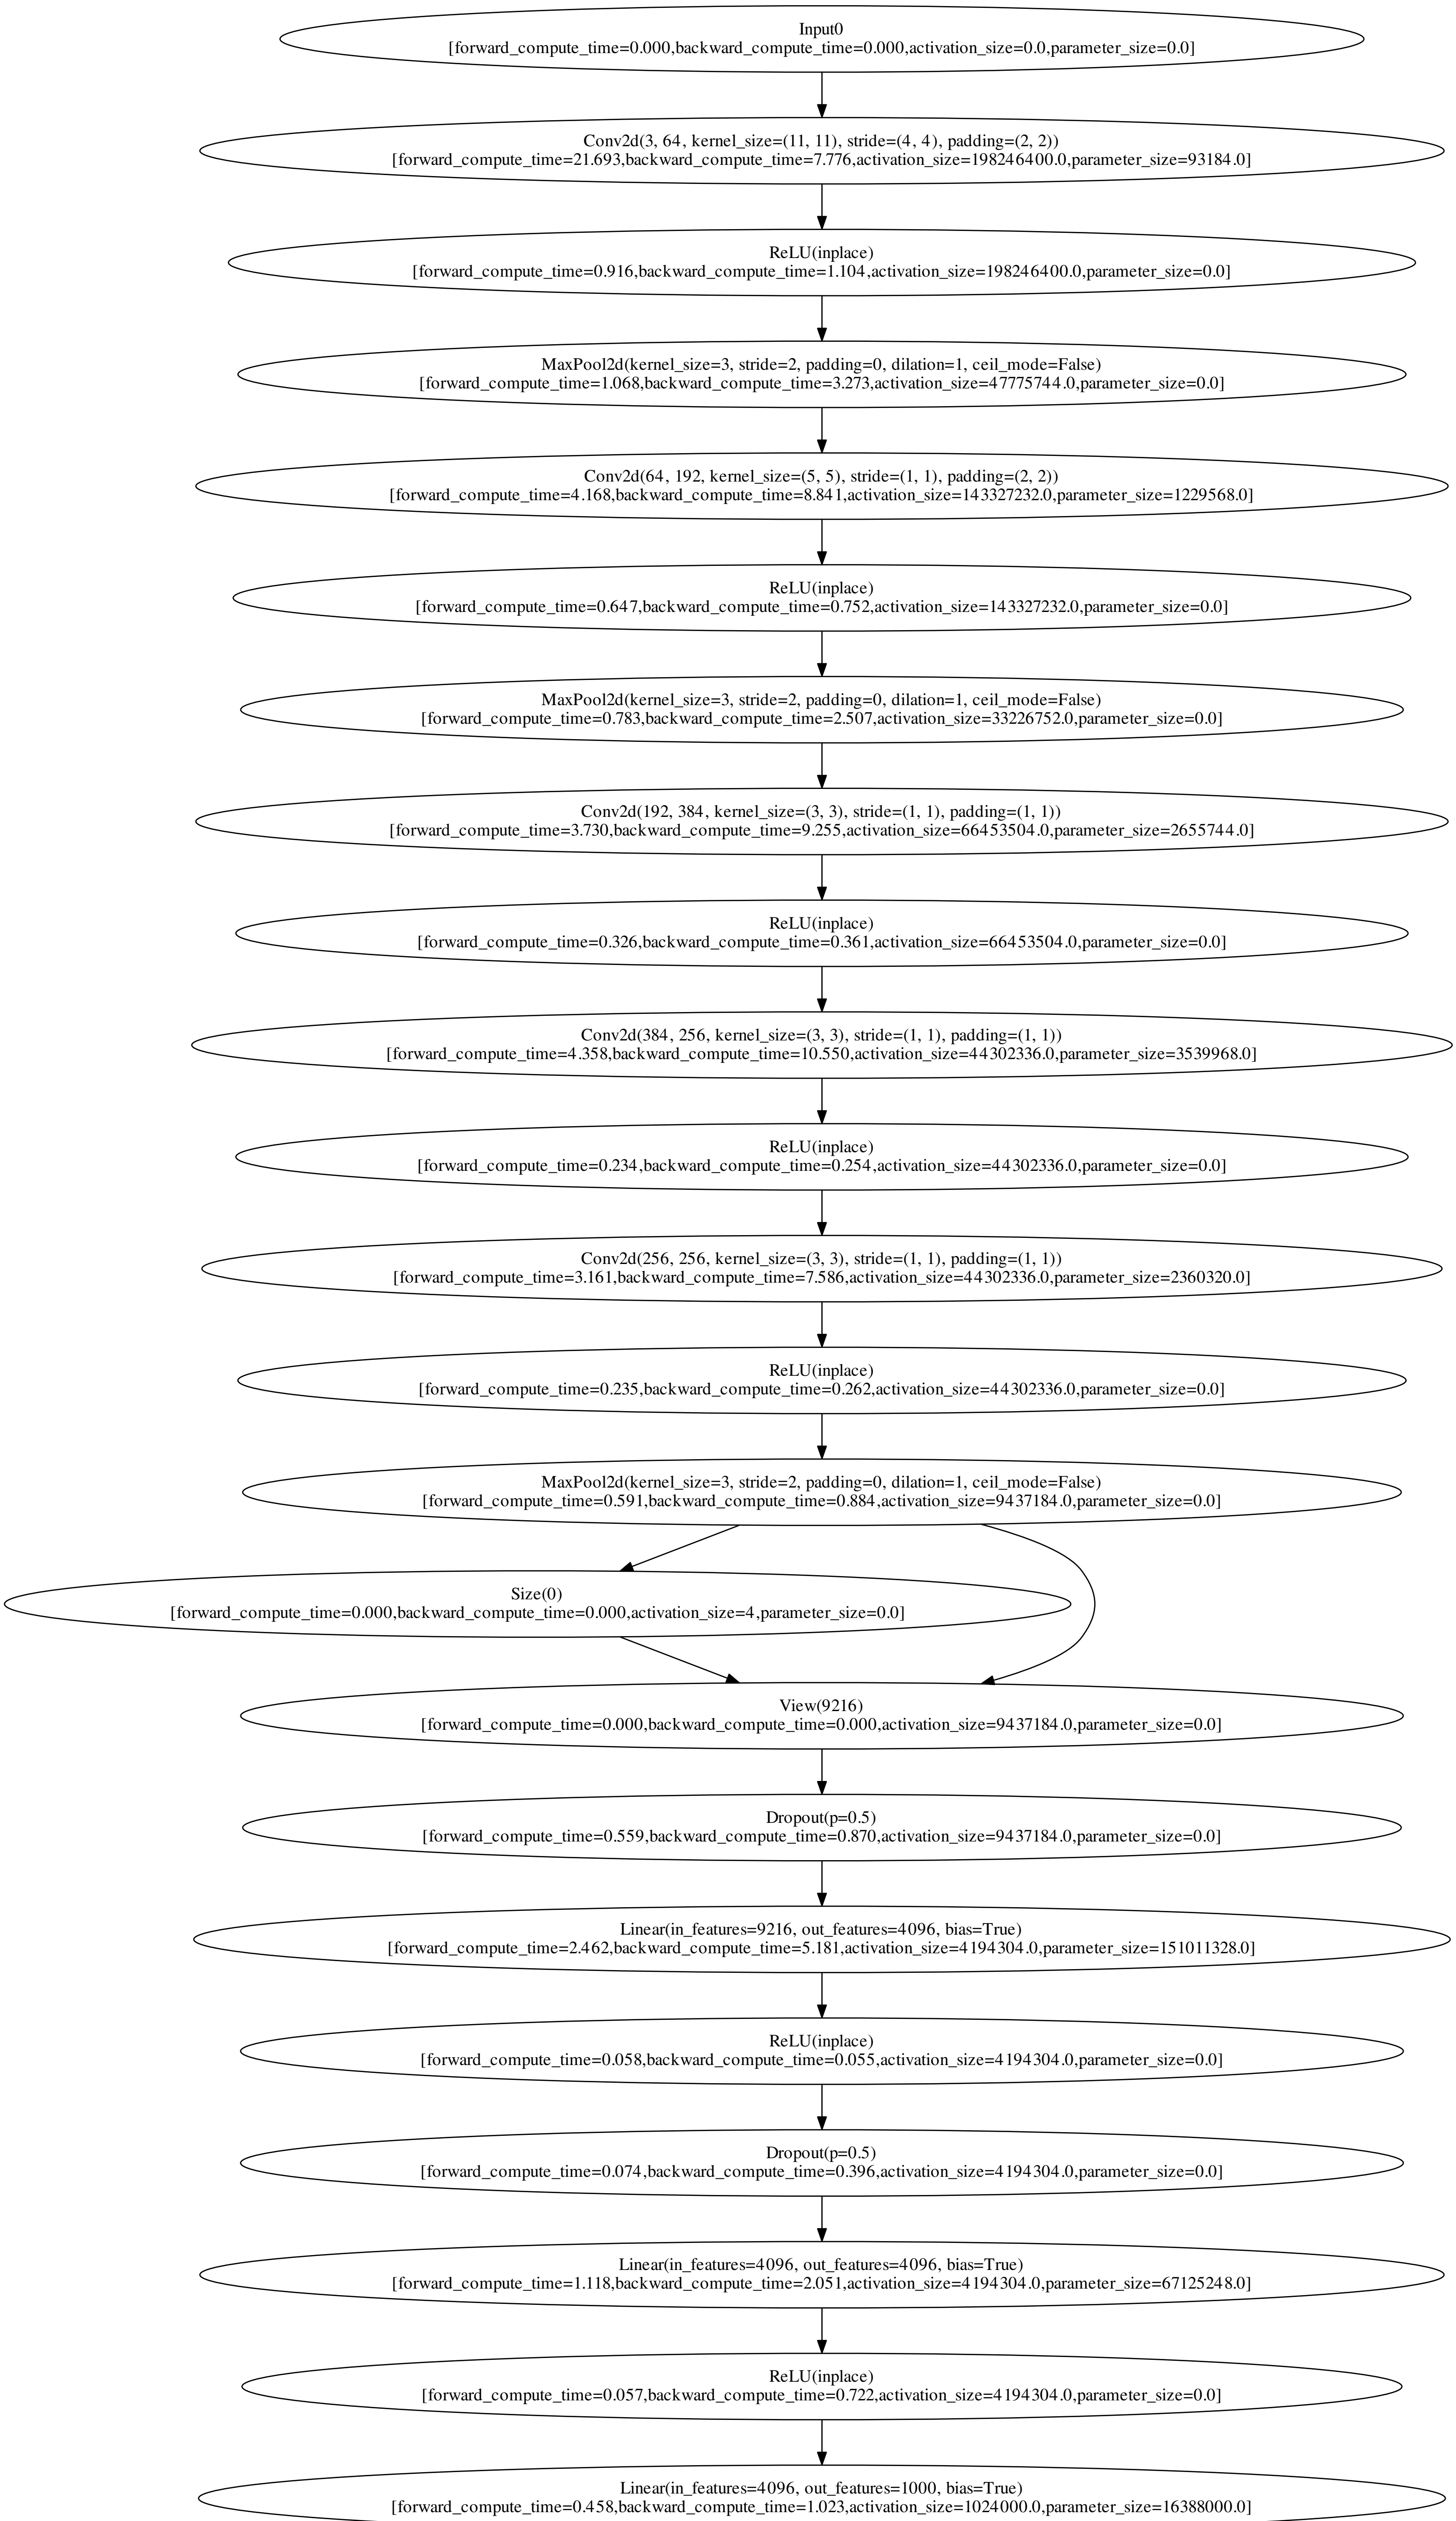 Input0
[forward_compute_time=0.000,backward_compute_time=0.000,activation_size=0.0,parameter_size=0.0]
Conv2d(3, 64, kernel_size=(11, 11), stride=(4, 4), padding=(2, 2))
[forward_compute_time=21.693,backward_compute_time=7.776,activation_size=198246400.0,parameter_size=93184.0]
ReLU(inplace)
[forward_compute_time=0.916,backward_compute_time=1.104,activation_size=198246400.0,parameter_size=0.0]
MaxPool2d(kernel_size=3, stride=2, padding=0, dilation=1, ceil_mode=False)
[forward_compute_time=1.068,backward_compute_time=3.273,activation_size=47775744.0,parameter_size=0.0]
Conv2d(64, 192, kernel_size=(5, 5), stride=(1, 1), padding=(2, 2))
[forward_compute_time=4.168,backward_compute_time=8.841,activation_size=143327232.0,parameter_size=1229568.0]
ReLU(inplace)
[forward_compute_time=0.647,backward_compute_time=0.752,activation_size=143327232.0,parameter_size=0.0]
MaxPool2d(kernel_size=3, stride=2, padding=0, dilation=1, ceil_mode=False)
[forward_compute_time=0.783,backward_compute_time=2.507,activation_size=33226752.0,parameter_size=0.0]
Conv2d(192, 384, kernel_size=(3, 3), stride=(1, 1), padding=(1, 1))
[forward_compute_time=3.730,backward_compute_time=9.255,activation_size=66453504.0,parameter_size=2655744.0]
ReLU(inplace)
[forward_compute_time=0.326,backward_compute_time=0.361,activation_size=66453504.0,parameter_size=0.0]
Conv2d(384, 256, kernel_size=(3, 3), stride=(1, 1), padding=(1, 1))
[forward_compute_time=4.358,backward_compute_time=10.550,activation_size=44302336.0,parameter_size=3539968.0]
ReLU(inplace)
[forward_compute_time=0.234,backward_compute_time=0.254,activation_size=44302336.0,parameter_size=0.0]
Conv2d(256, 256, kernel_size=(3, 3), stride=(1, 1), padding=(1, 1))
[forward_compute_time=3.161,backward_compute_time=7.586,activation_size=44302336.0,parameter_size=2360320.0]
ReLU(inplace)
[forward_compute_time=0.235,backward_compute_time=0.262,activation_size=44302336.0,parameter_size=0.0]
MaxPool2d(kernel_size=3, stride=2, padding=0, dilation=1, ceil_mode=False)
[forward_compute_time=0.591,backward_compute_time=0.884,activation_size=9437184.0,parameter_size=0.0]
Size(0)
[forward_compute_time=0.000,backward_compute_time=0.000,activation_size=4,parameter_size=0.0]
View(9216)
[forward_compute_time=0.000,backward_compute_time=0.000,activation_size=9437184.0,parameter_size=0.0]
Dropout(p=0.5)
[forward_compute_time=0.559,backward_compute_time=0.870,activation_size=9437184.0,parameter_size=0.0]
Linear(in_features=9216, out_features=4096, bias=True)
[forward_compute_time=2.462,backward_compute_time=5.181,activation_size=4194304.0,parameter_size=151011328.0]
ReLU(inplace)
[forward_compute_time=0.058,backward_compute_time=0.055,activation_size=4194304.0,parameter_size=0.0]
Dropout(p=0.5)
[forward_compute_time=0.074,backward_compute_time=0.396,activation_size=4194304.0,parameter_size=0.0]
Linear(in_features=4096, out_features=4096, bias=True)
[forward_compute_time=1.118,backward_compute_time=2.051,activation_size=4194304.0,parameter_size=67125248.0]
ReLU(inplace)
[forward_compute_time=0.057,backward_compute_time=0.722,activation_size=4194304.0,parameter_size=0.0]
Linear(in_features=4096, out_features=1000, bias=True)
[forward_compute_time=0.458,backward_compute_time=1.023,activation_size=1024000.0,parameter_size=16388000.0]